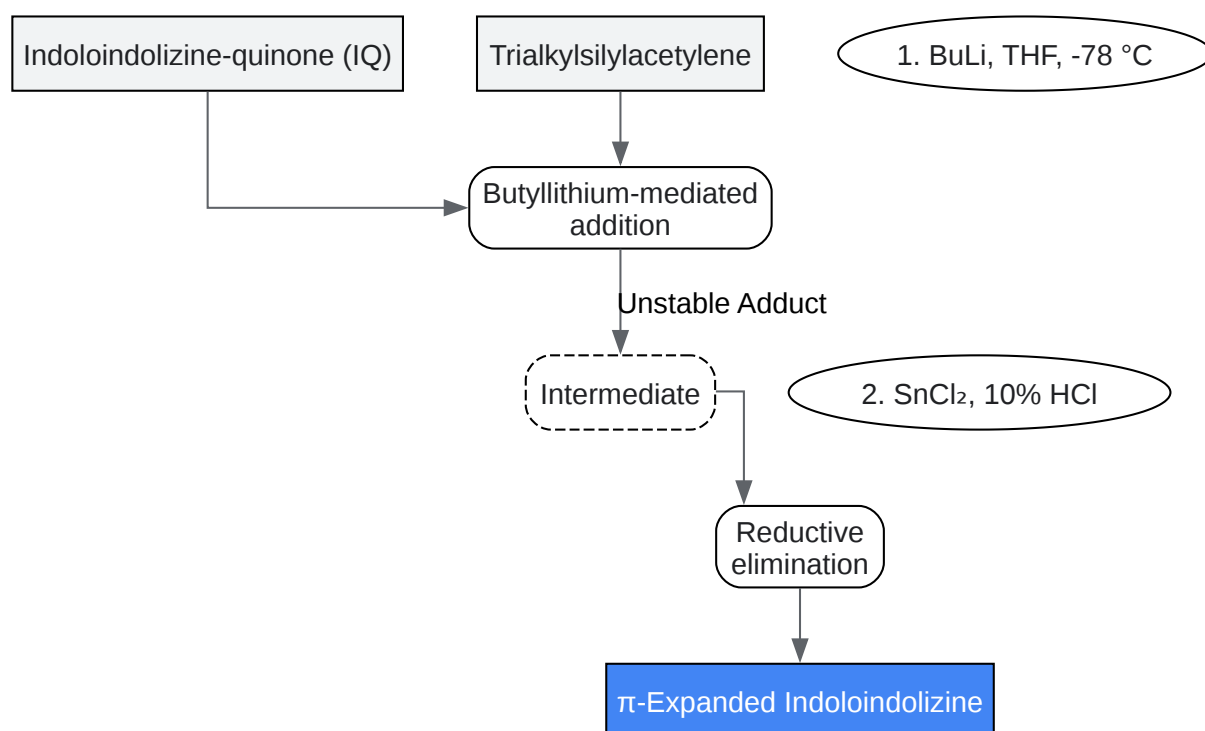 Indoloindolizine-quinone (IQ)
Trialkylsilylacetylene
1. BuLi, THF, -78 °C
Butyllithium-mediated
addition
Unstable Adduct
Intermediate
2. SnCl₂, 10% HCl
Reductive
elimination
π-Expanded Indoloindolizine